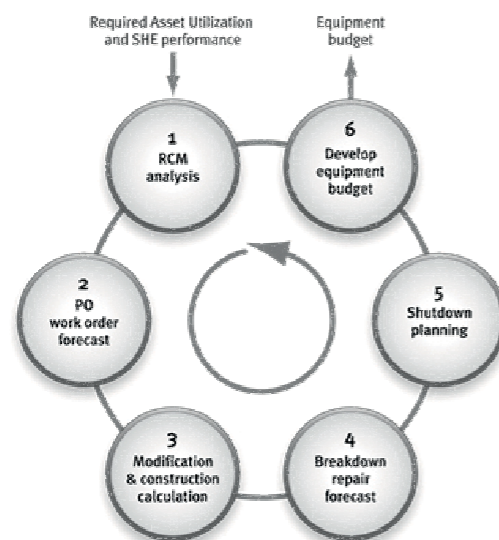 Required Asset Utilization
and SHE performance
Equipment
budget
1
RCM
analysis
6
Develop
equipment
budget
2
PO
work order
forecast
5
Shutdown
planning
3
Modification
& construction
calculation
4
Breakdown
repair
forecast